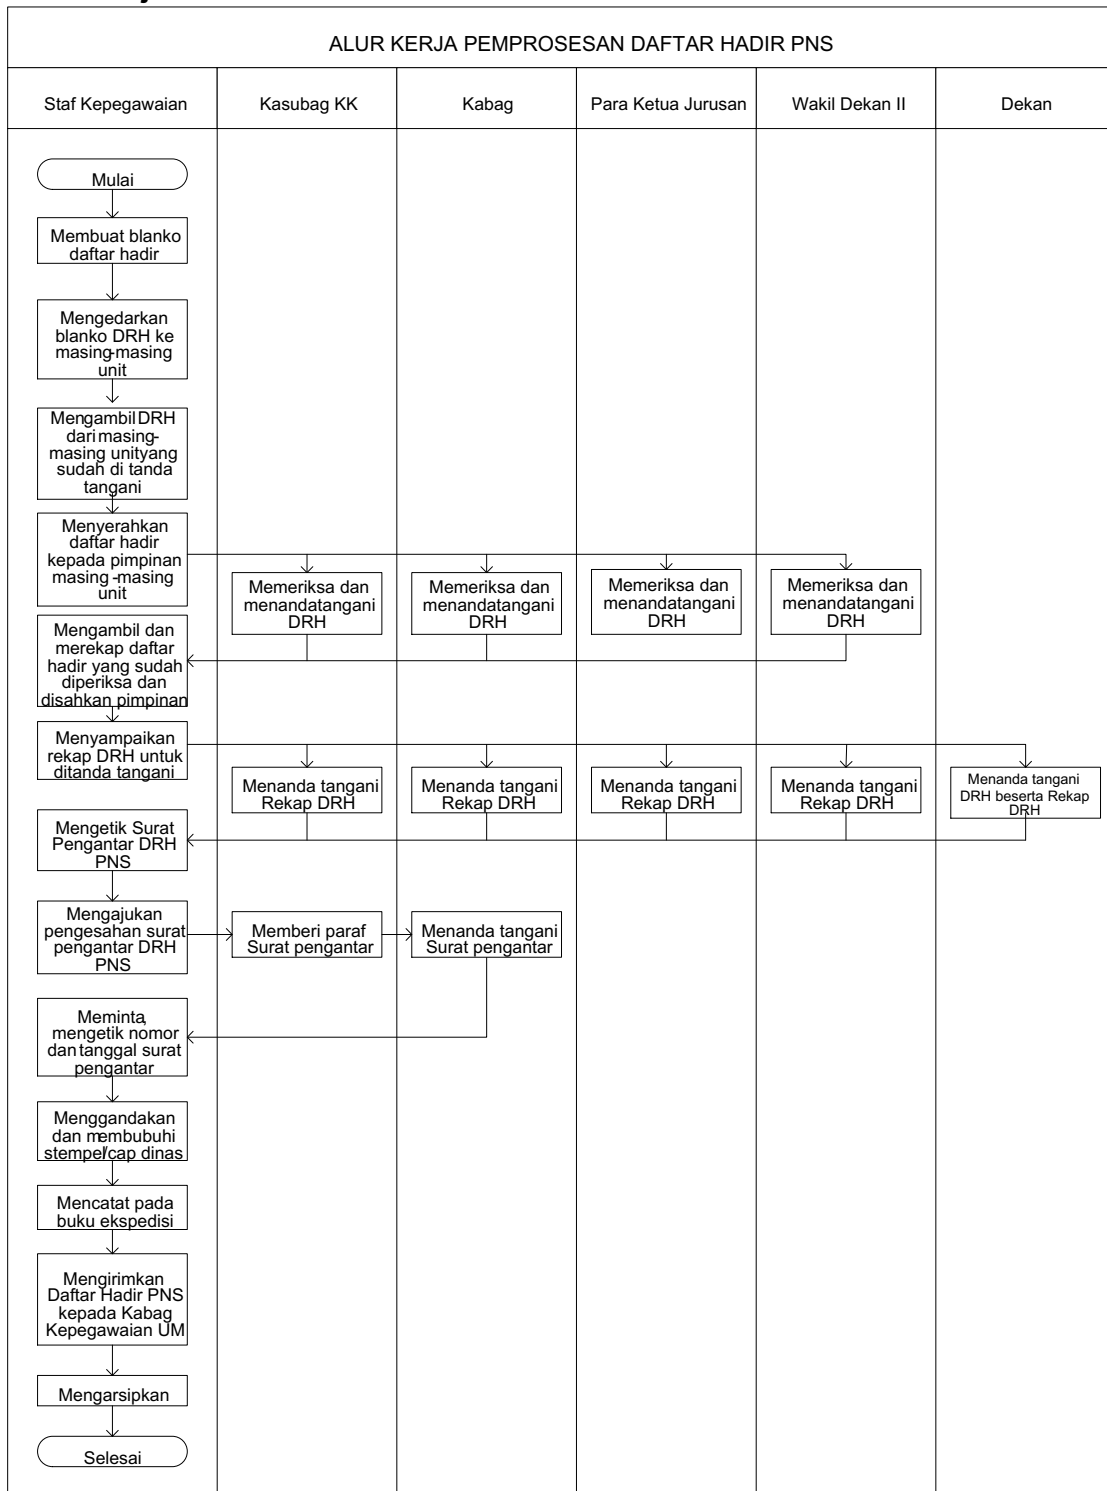 ALUR KERJA PEMPROSESAN DAFTAR HADIR PNS
Staf Kepegawaian
Kasubag KK
Kabag
Para Ketua Jurusan
Wakil Dekan II
Dekan
Mulai
Membuat blanko
daftar hadir
Mengedarkan
blanko DRH ke
masing-masing
unit
Mengambil DRH
dari masing-
masing unit yang
sudah di tanda
tangani
Menyerahkan
daftar hadir
kepada pimpinan
masing -masing
unit
Memeriksa dan
menandatangani
DRH
Memeriksa dan
menandatangani
DRH
Memeriksa dan
menandatangani
DRH
Memeriksa dan
menandatangani
DRH
Mengambil dan
merekap daftar
hadir yang sudah
diperiksa dan
disahkan pimpinan
Menyampaikan
rekap DRH untuk
ditanda tangani
Menanda tangani
Rekap DRH
Menanda tangani
Rekap DRH
Menanda tangani
Rekap DRH
Menanda tangani
Rekap DRH
Menanda tangani
DRH beserta Rekap
DRH
Mengetik Surat
Pengantar DRH
PNS
Mengajukan
pengesahan surat
pengantar DRH
PNS
Memberi paraf
Surat pengantar
Menanda tangani
Surat pengantar
Meminta,
mengetik nomor
dan tanggal surat
pengantar
Menggandakan
dan membubuhi
stempel/cap dinas
Mencatat pada
buku ekspedisi
Mengirimkan
Daftar Hadir PNS
kepada Kabag
Kepegawaian UM
Mengarsipkan
Selesai